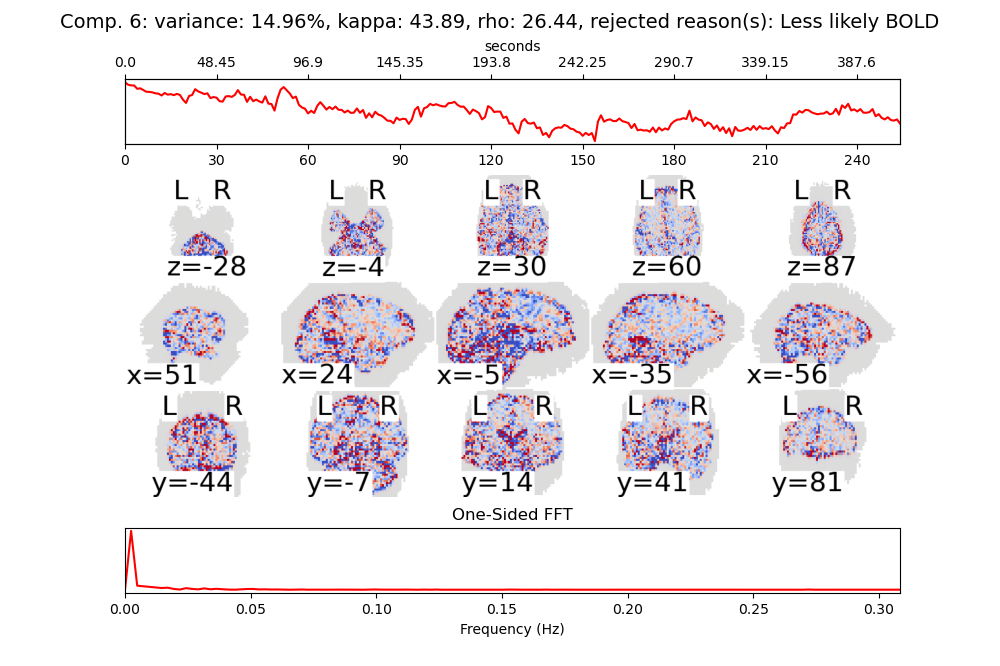 Comp. 6: variance: 14.96%, kappa: 43.89, rho: 26.44, rejected reason(s): Less likely BOLD
seconds
0.0 48.45 96.9 145.35 193.8 242.25 290.7 339.15 387.6
0 30 60 90 120 150 180 210 240
L R L R L R L R L R
z=-28 z=-4 z=30 z=60 z=87
x=51 x=24 x=-5 x=-35 x=-56
L R L R L R L R L R
y=-44 y=-7 y=14 y=41 y=81
One-Sided FFT
0.00 0.05 0.10 0.15 0.20 0.25 0.30
Frequency (Hz)